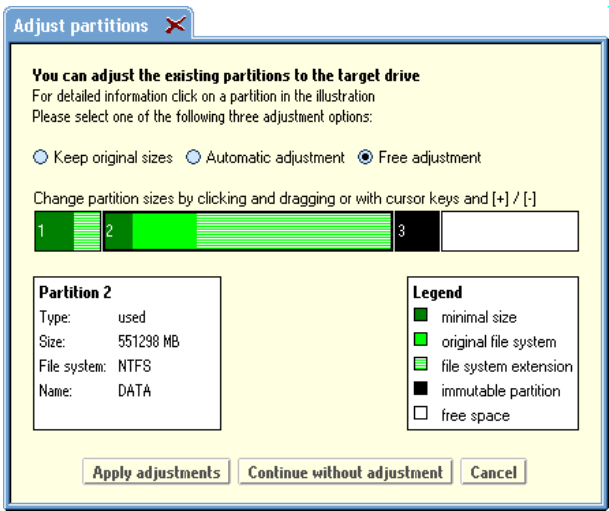 Adjust partitions
You can adjust the existing partitions to the target drive
For detailed information click on a partition in the illustration
Please select one of the following three adjustment options:
Keep original sizes Automatic adjustment Free adjustment
Change partition sizes by clicking and dragging or with cursor keys and [+] / [-]
1 2 3
Partition 2
Type: used
Size: 551298 MB
File system: NTFS
Name: DATA
Legend
minimal size
original file system
file system extension
immutable partition
free space
Apply adjustments Continue without adjustment Cancel